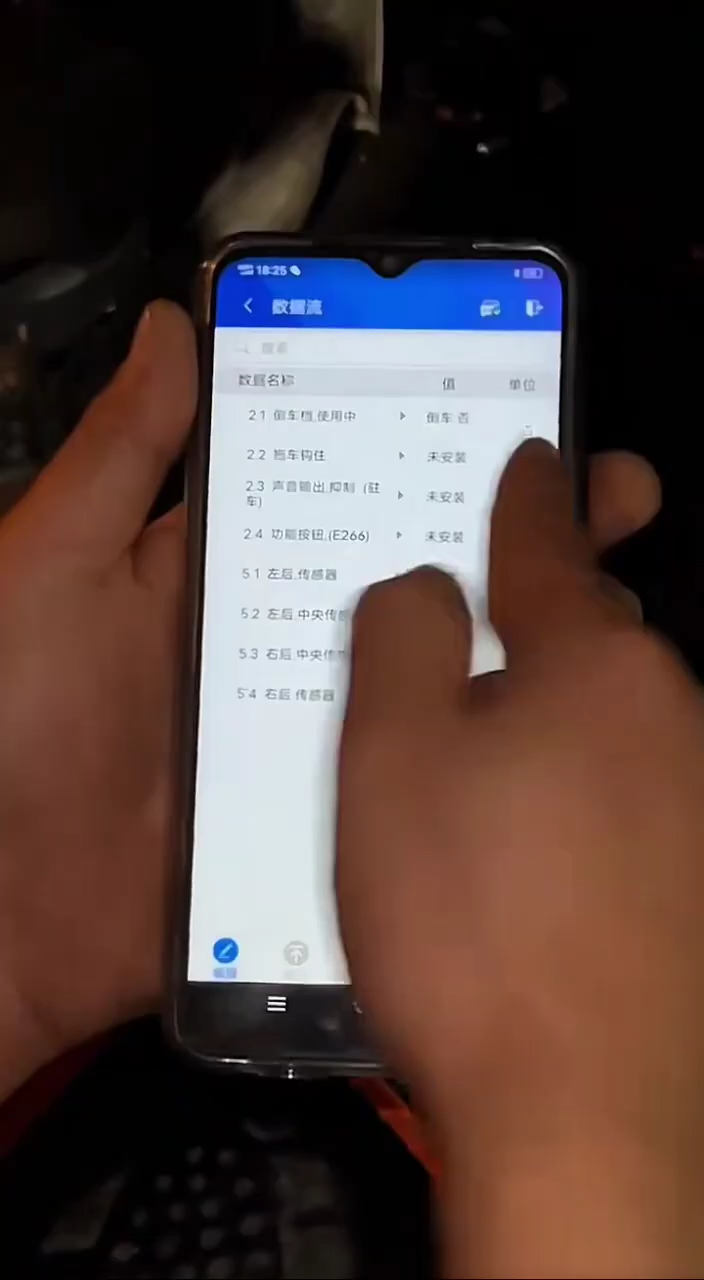 18:25
数据流
搜索
数据名称 值 单位
2.1 倒车档,使用中 倒车 否
2.2 拖车钩住 未安装
2.3 声音输出,抑制 (驻
车) 未安装
2.4 功能按钮,(E266) 未安装
5.1 左后,传感器
5.2 左后,中央传
5.3 右后,中央传
5.4 右后,传感器